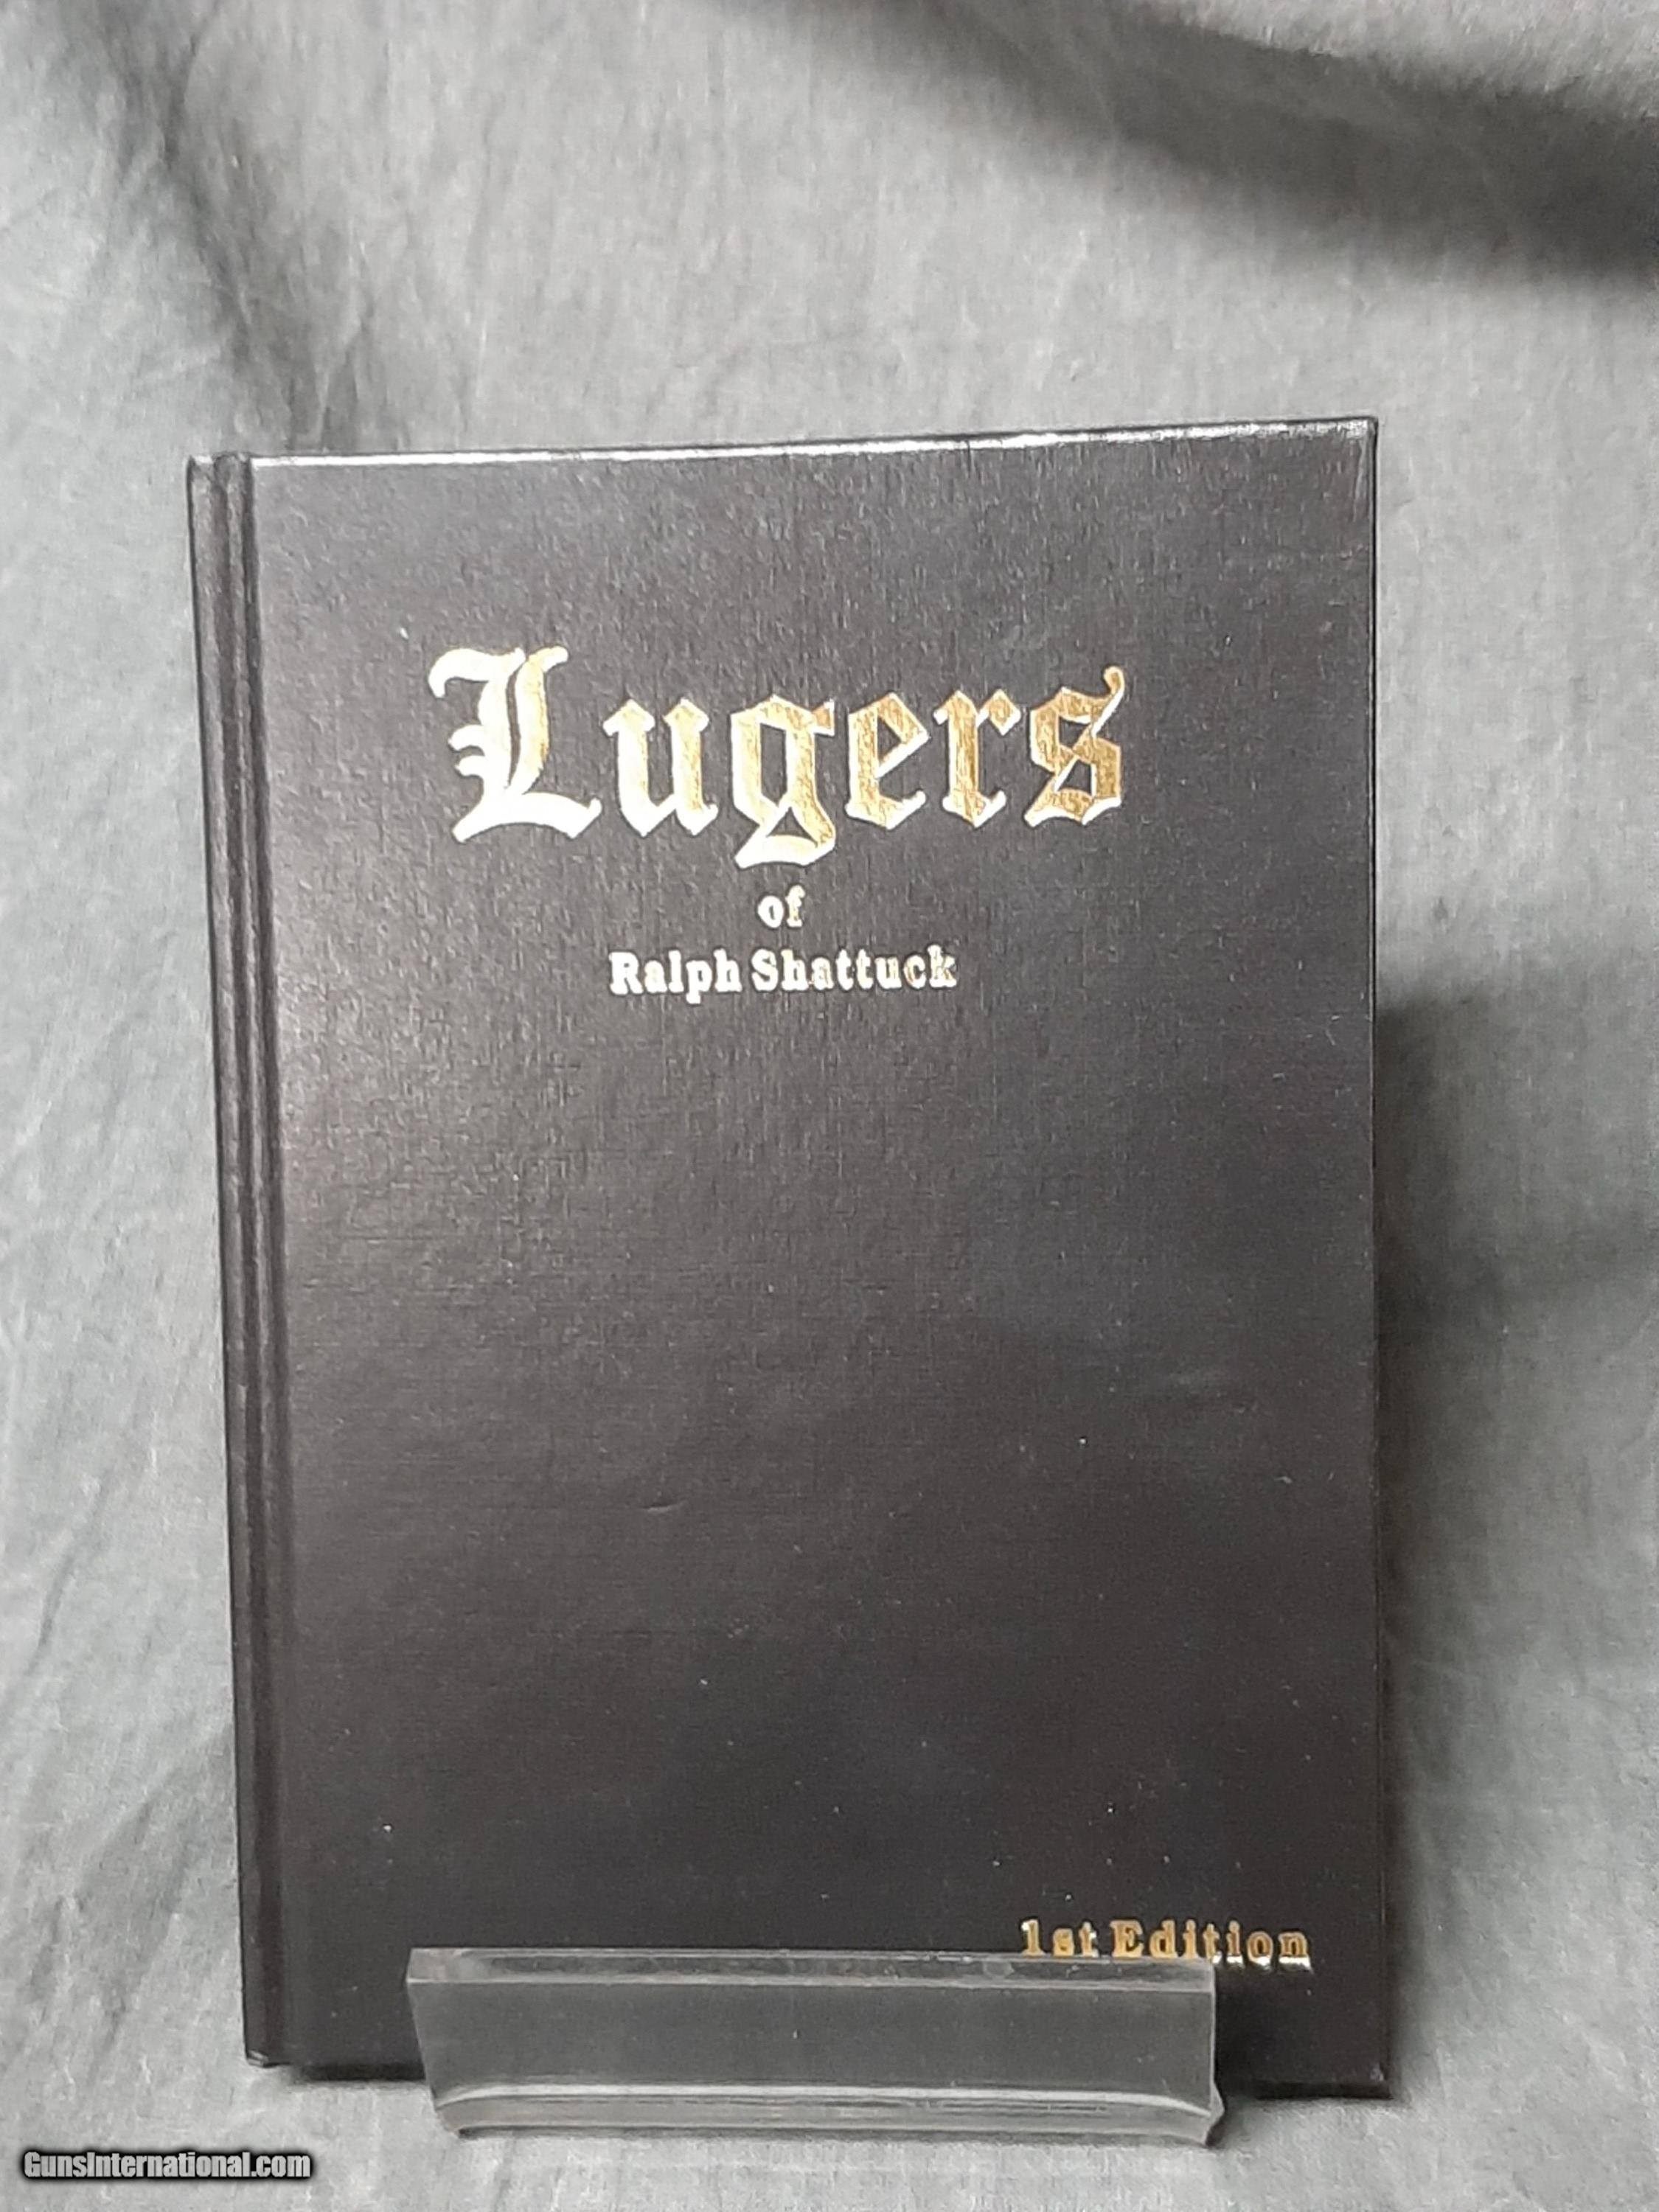 Lugers
of
Ralph Shattuck
1st Edition
GunsInternational.com